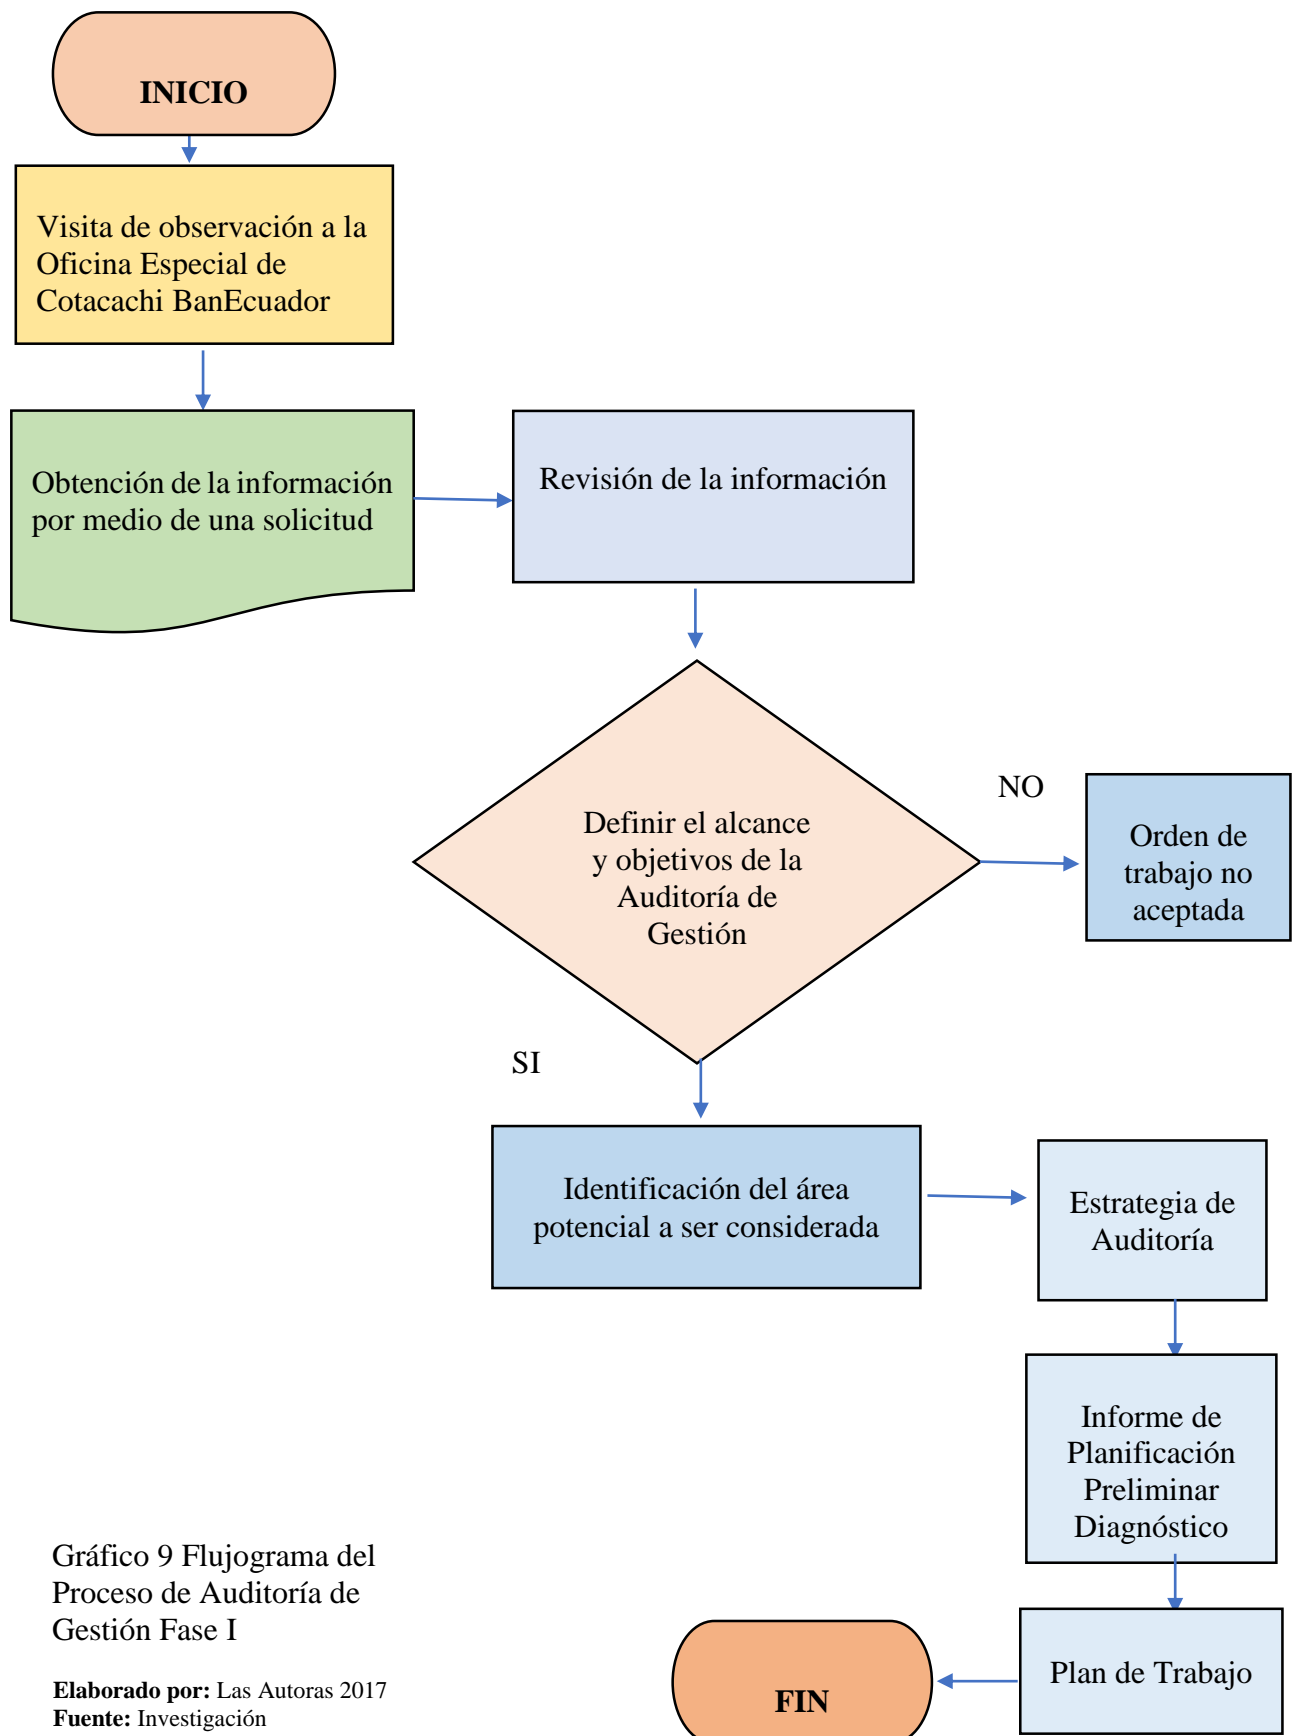 INICIO
Visita de observación a la
Oficina Especial de
Cotacachi BanEcuador
Obtención de la información
por medio de una solicitud
Revisión de la información
Definir el alcance
y objetivos de la
Auditoría de
Gestión
NO
Orden de
trabajo no
aceptada
SI
Identificación del área
potencial a ser considerada
Estrategia de
Auditoría
Informe de
Planificación
Preliminar
Diagnóstico
Plan de Trabajo
FIN
Gráfico 9 Flujograma del
Proceso de Auditoría de
Gestión Fase I
Elaborado por: Las Autoras 2017
Fuente: Investigación